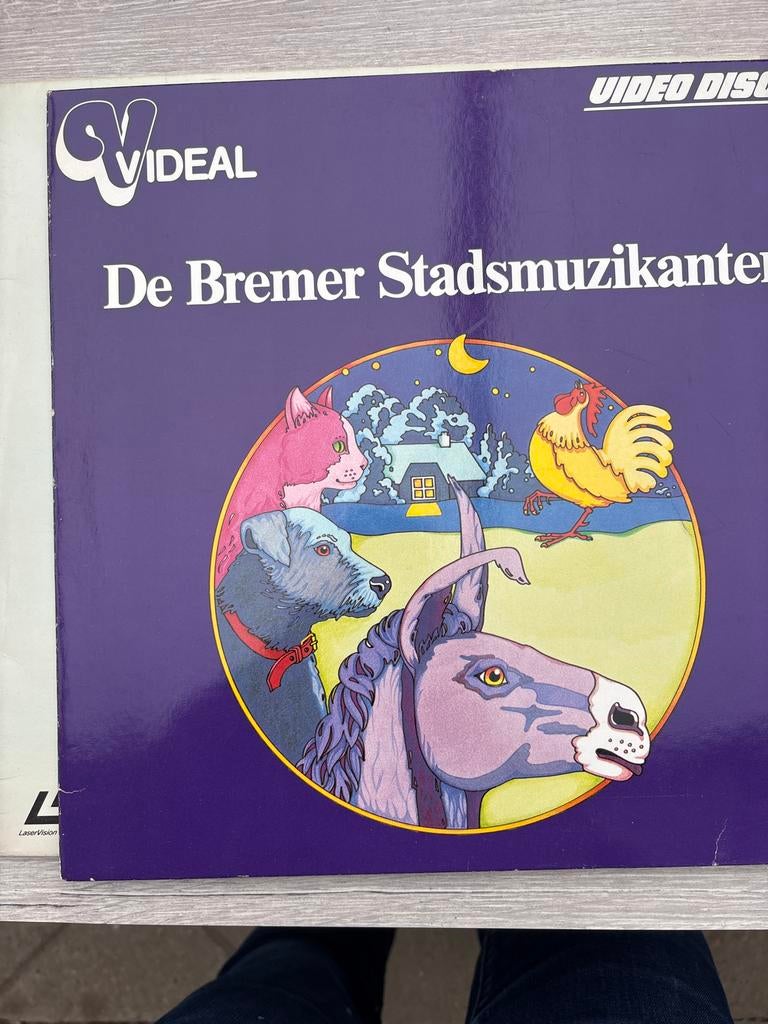 VIDEAL
VIDEO DISC
De Bremer Stadsmuzikanten
LaserVision